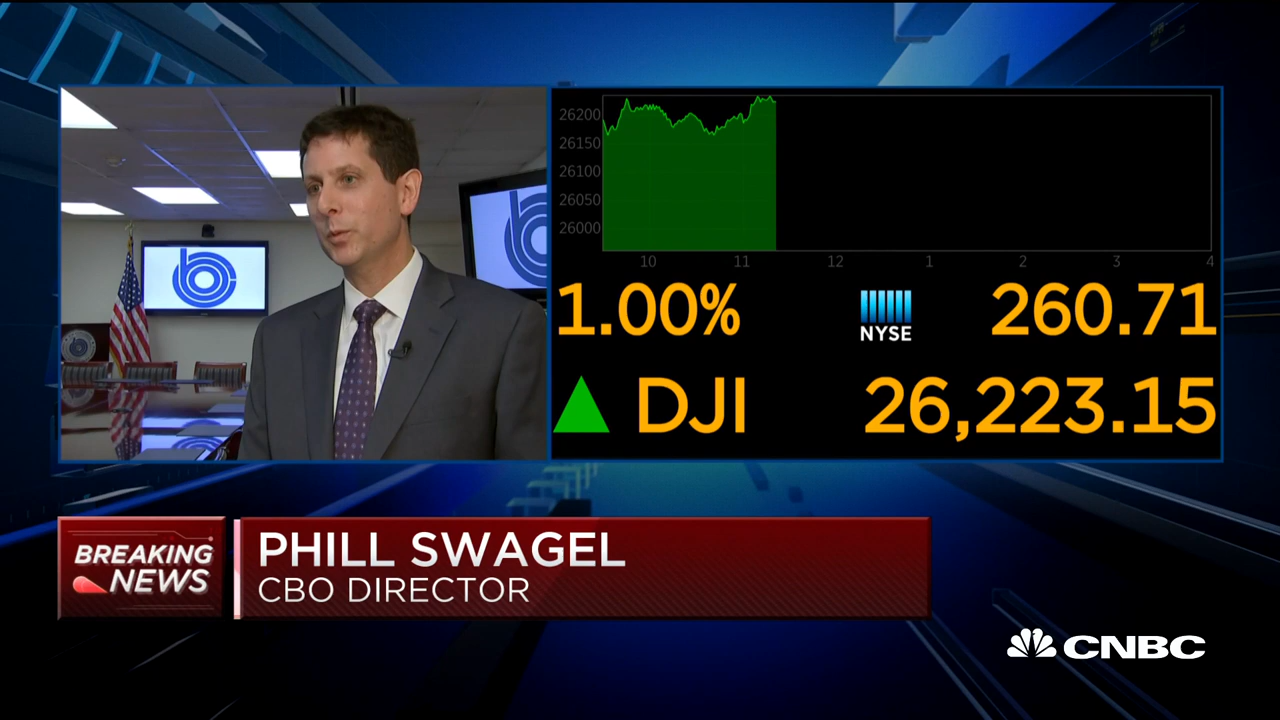 26200
26150
26100
26050
26000
10 11 12 1 2 3 4
1.00% NYSE 260.71
DJI 26,223.15
BREAKING NEWS
PHILL SWAGEL
CBO DIRECTOR
CNBC